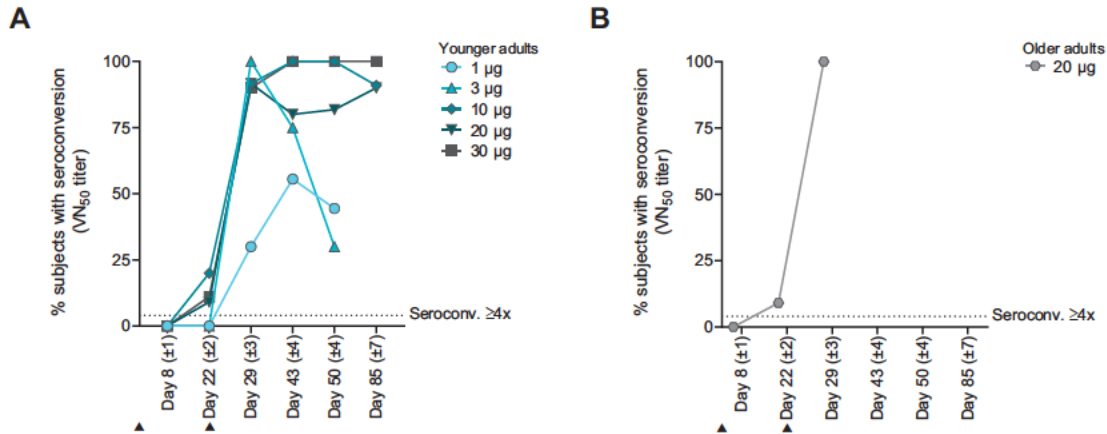 A
% subjects with seroconversion
(VN50 titer)
100
75
50
25
0
Younger adults
1 µg
3 µg
10 µg
20 µg
30 µg
Seroconv. ≥4x
Day 8 (±1)
Day 22 (±2)
Day 29 (±3)
Day 43 (±4)
Day 50 (±4)
Day 85 (±7)
B
% subjects with seroconversion
(VN50 titer)
100
75
50
25
0
Older adults
20 µg
Seroconv. ≥4x
Day 8 (±1)
Day 22 (±2)
Day 29 (±3)
Day 43 (±4)
Day 50 (±4)
Day 85 (±7)